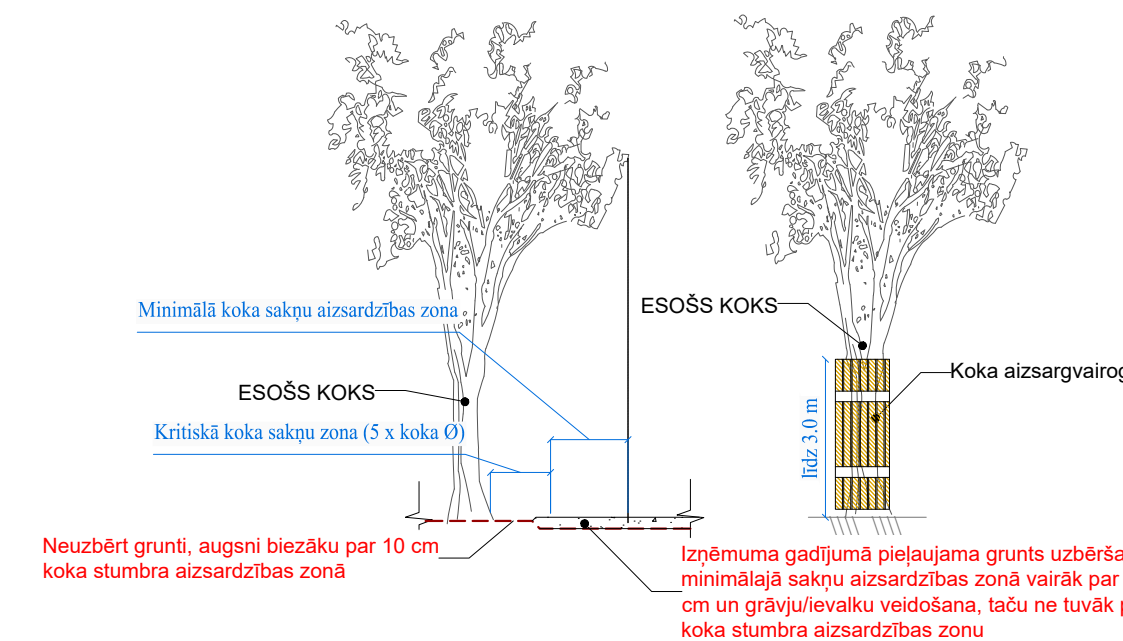 Minimālā koka sakņu aizsardzības zona
ESOŠS KOKS
Kritiskā koka sakņu zona (5 x koka Ø)
Neuzbērt grunti, augsni biezāku par 10 cm
koka stumbra aizsardzības zonā
ESOŠS KOKS
Koka
līdz 3.0 m
Izņēmuma gadījumā pieļaujama grunts
minimālajā sakņu aizsardzības zonā vairāk par
cm un grāvju/ievalku veidošana, taču ne tuvāk
koka stumbra aizsardzības zonu